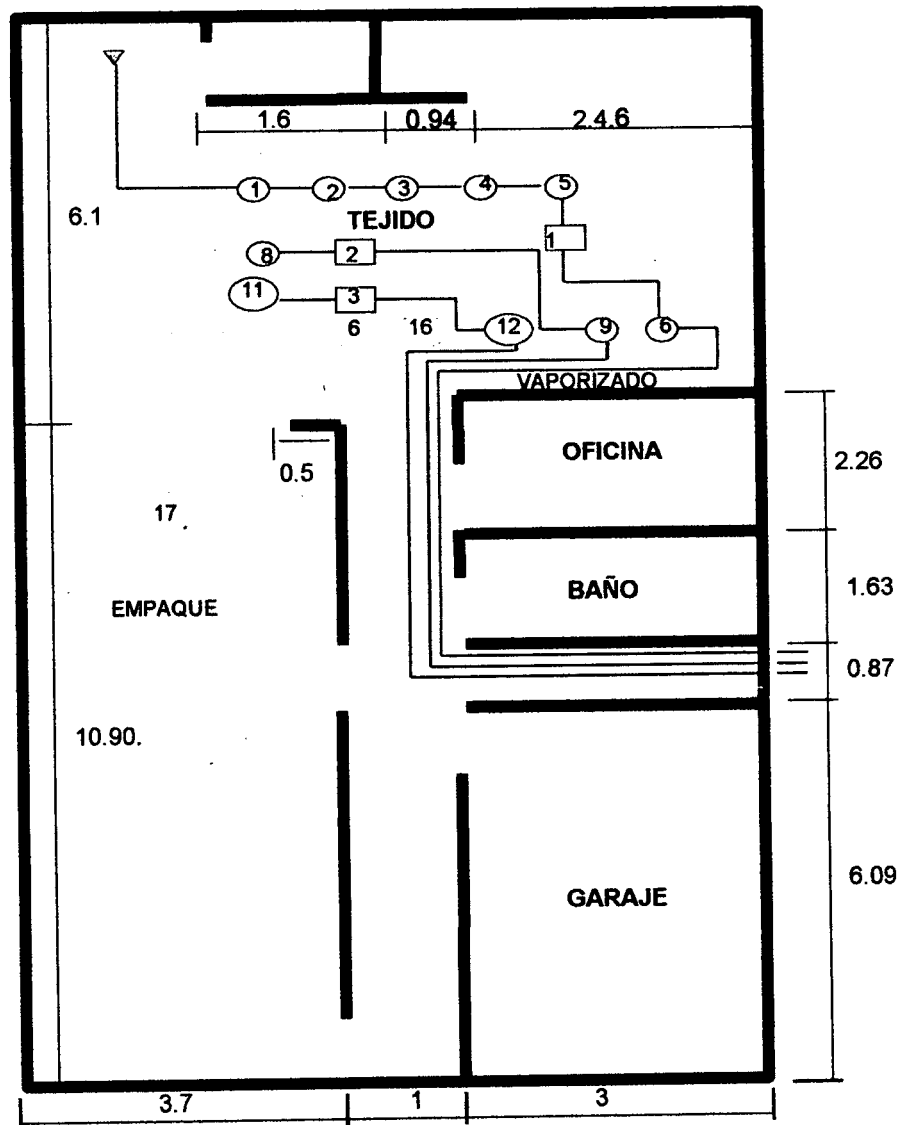 1.6 0.94 2.4.6
1 2 3 4 5
6.1
TEJIDO
1
8 2
11 3
6 16 12 9 6
VAPORIZADO
OFICINA
2.26
0.5
17
BAÑO
1.63
EMPAQUE
0.87
10.90.
6.09
GARAJE
3.7 1 3